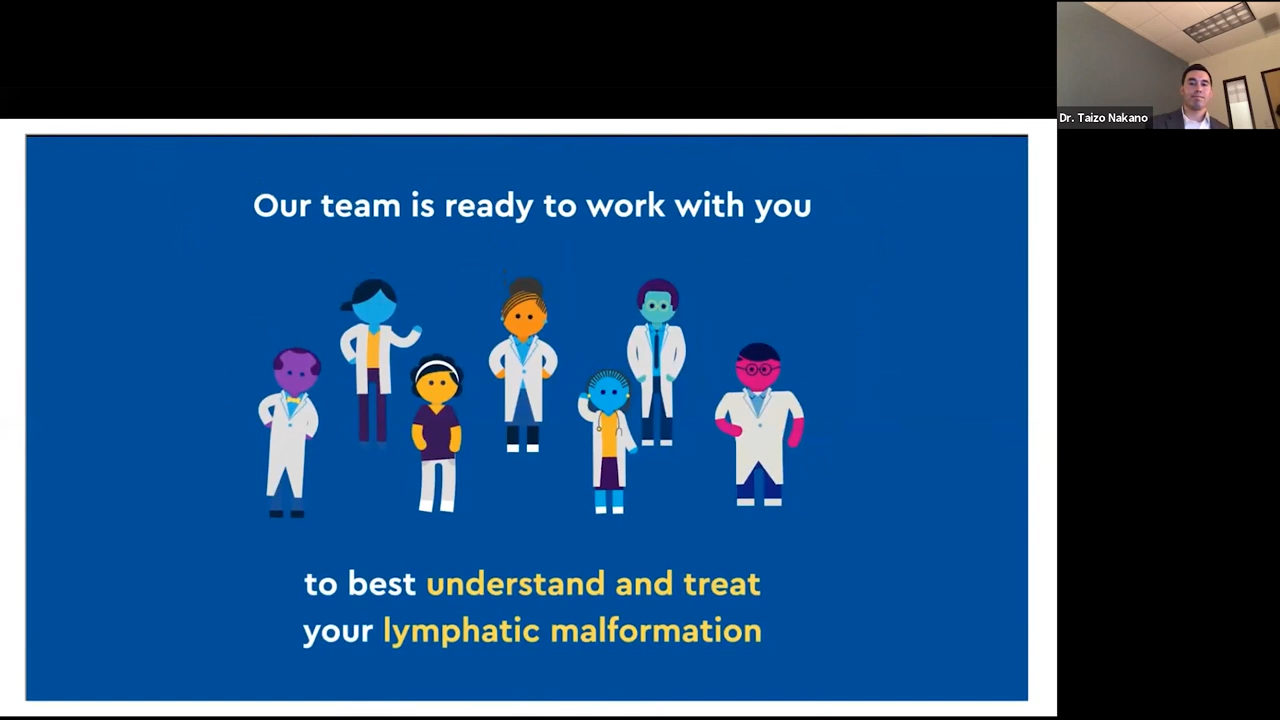 Dr. Taizo Nakano
Our team is ready to work with you
to best understand and treat
your lymphatic malformation